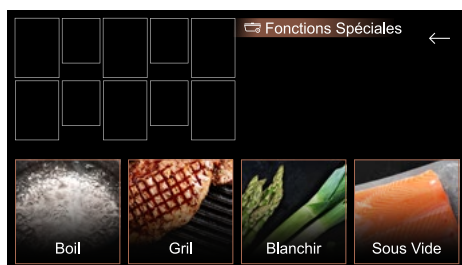 Fonctions Spéciales
Boil
Gril
Blanchir
Sous Vide